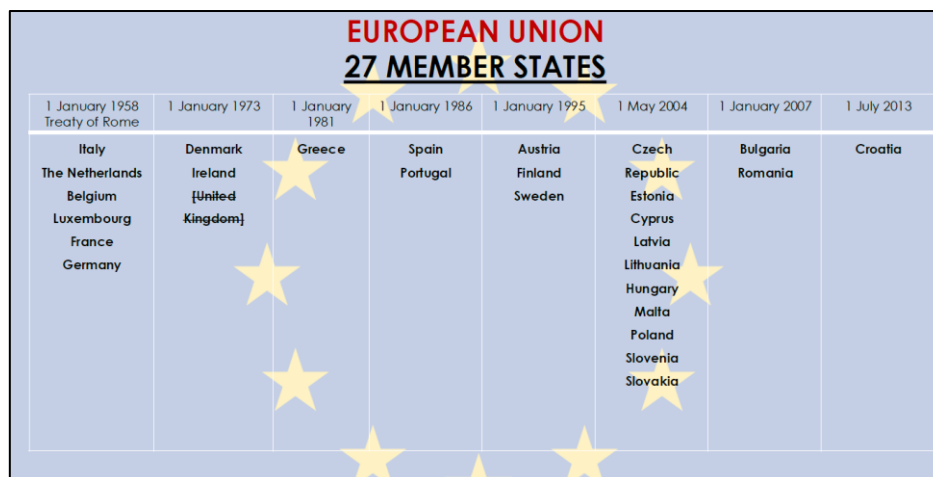 EUROPEAN UNION
27 MEMBER STATES
1 January 1958
Treaty of Rome
Italy
The Netherlands
Belgium
Luxembourg
France
Germany
1 January 1973
Denmark
Ireland
[United
Kingdom]
1 January
1981
Greece
1 January 1986
Spain
Portugal
1 January 1995
Austria
Finland
Sweden
1 May 2004
Czech
Republic
Estonia
Cyprus
Latvia
Lithuania
Hungary
Malta
Poland
Slovenia
Slovakia
1 January 2007
Bulgaria
Romania
1 July 2013
Croatia